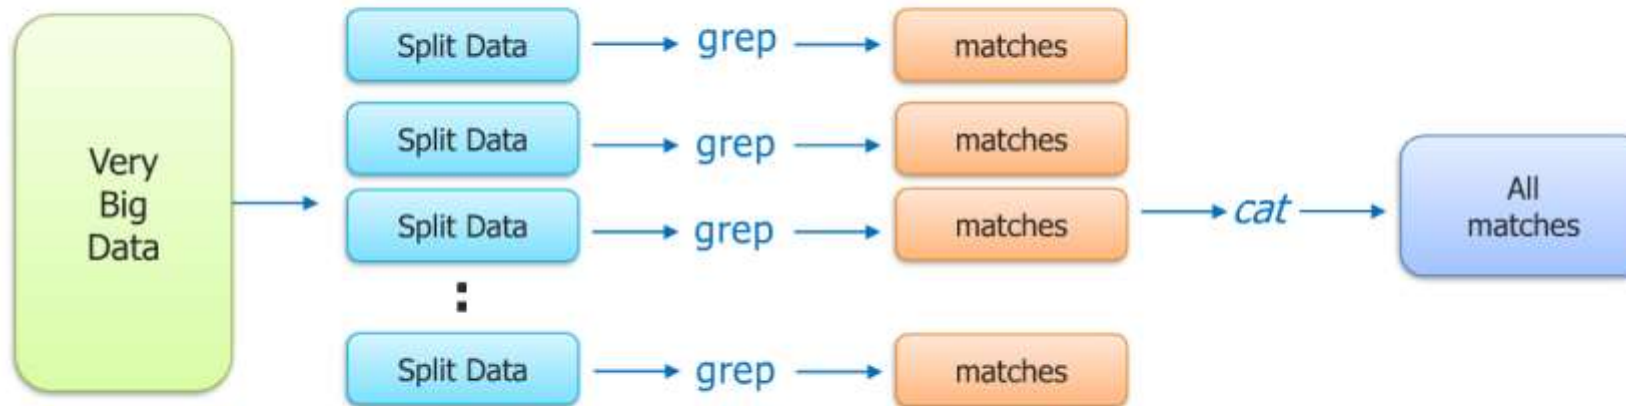 Very
Big
Data
Split Data grep matches
Split Data grep matches
Split Data grep matches
:
Split Data grep matches
cat
All
matches